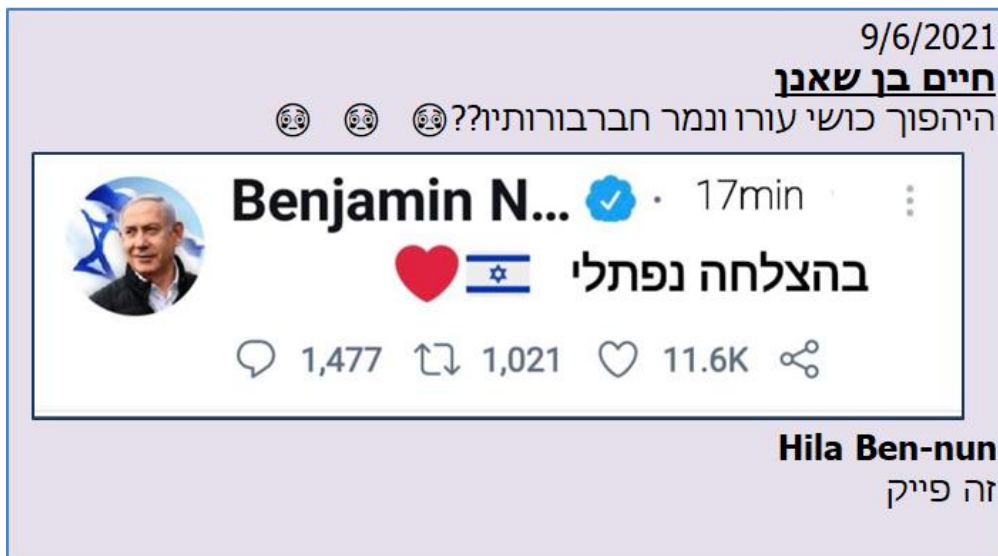 9/6/2021
חיים בן שאנן
היהפוך כושי עורו ונמר חברבורותיו??😳 😳 😳
Benjamin N... · 17min
בהצלחה נפתלי 🇮🇱❤️
1,477 1,021 11.6K
Hila Ben-nun
זה פייק